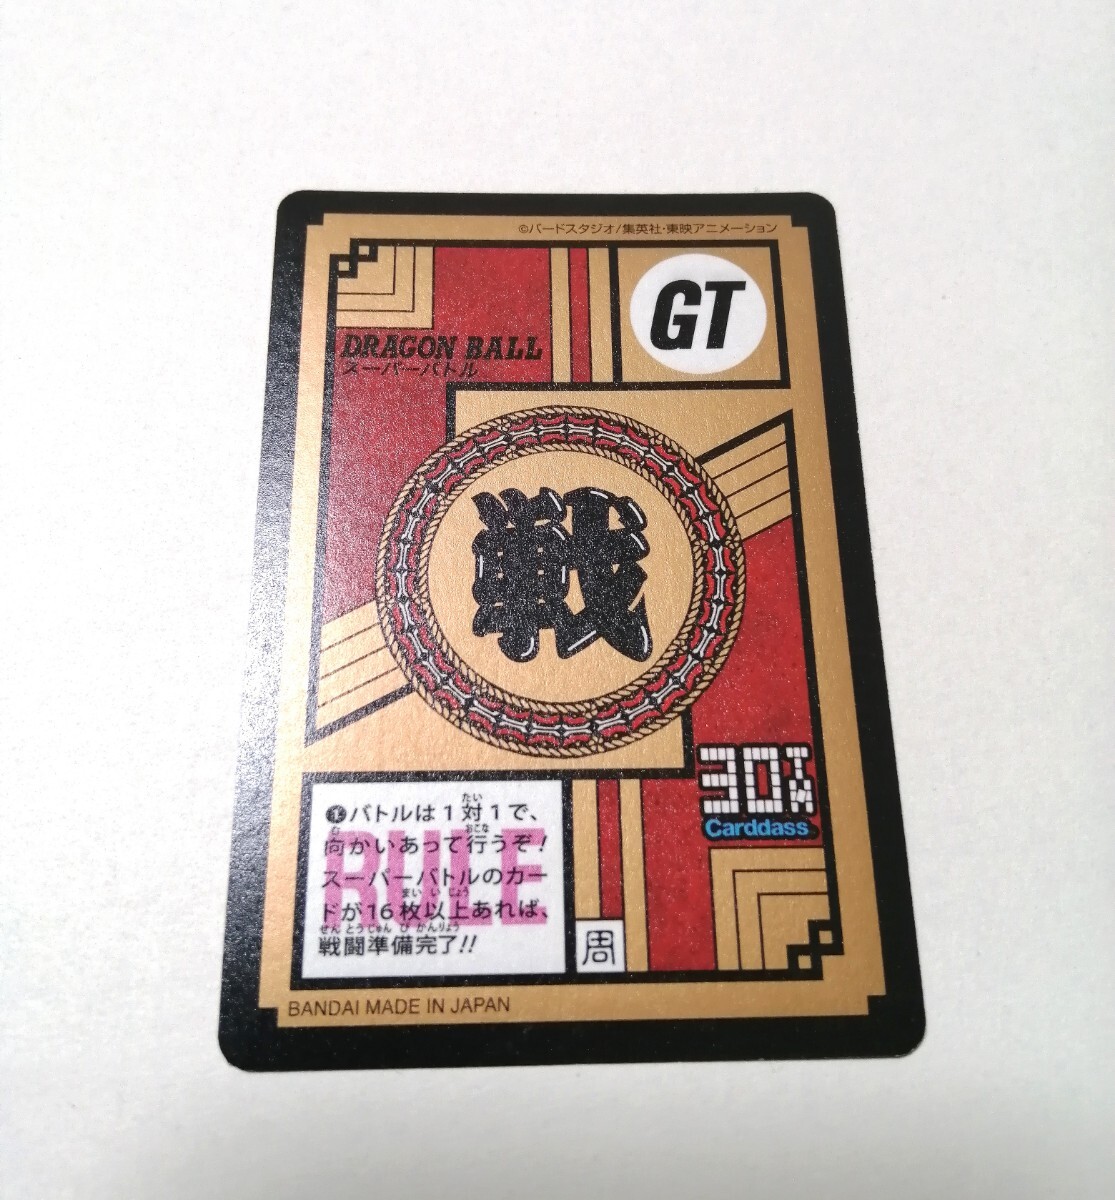 ©バードスタジオ/集英社・東映アニメーション
GT
DRAGON BALL
スーパーバトル
戦
30TH
Carddass
RULE
❶バトルは1対1で、
向かいあって行うぞ!
スーパーバトルのカー
ドが16枚以上あれば、
戦闘準備完了!!
周
BANDAI MADE IN JAPAN